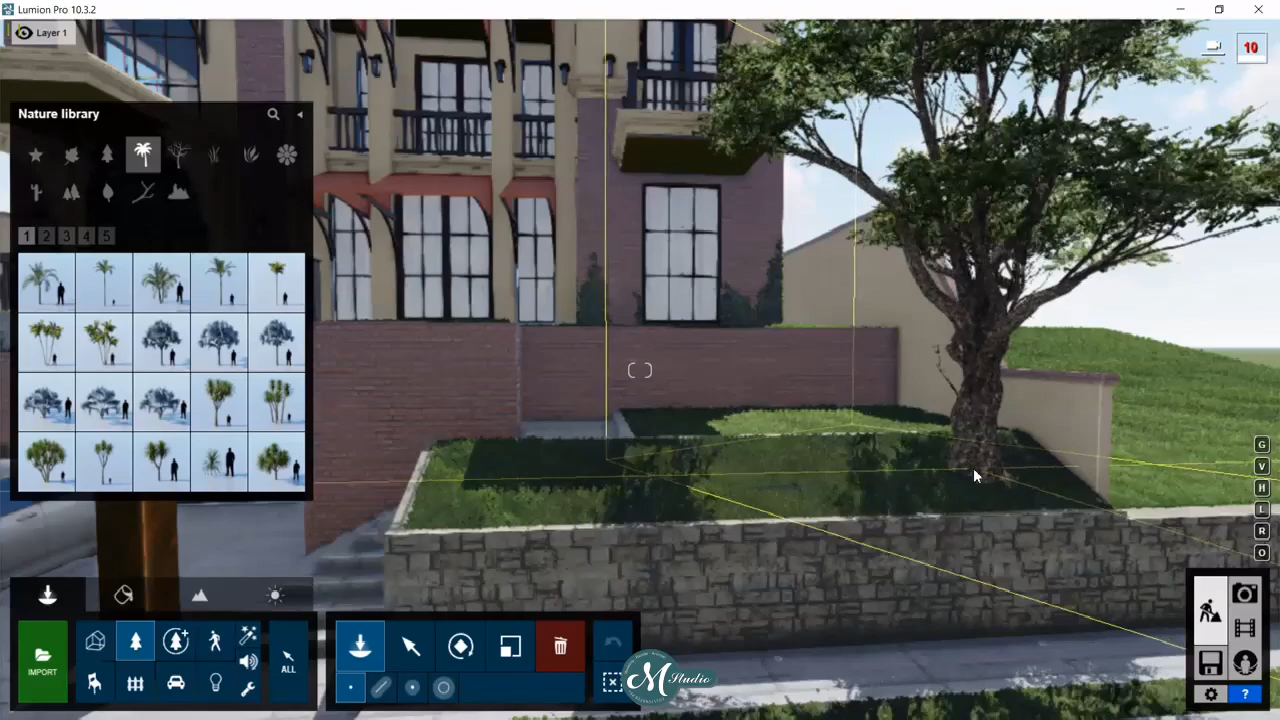 Lumion Pro 10.3.2
Layer 1
10
Nature library
1 2 3 4 5
G
V
H
L
R
O
IMPORT
ALL
M Studio
?